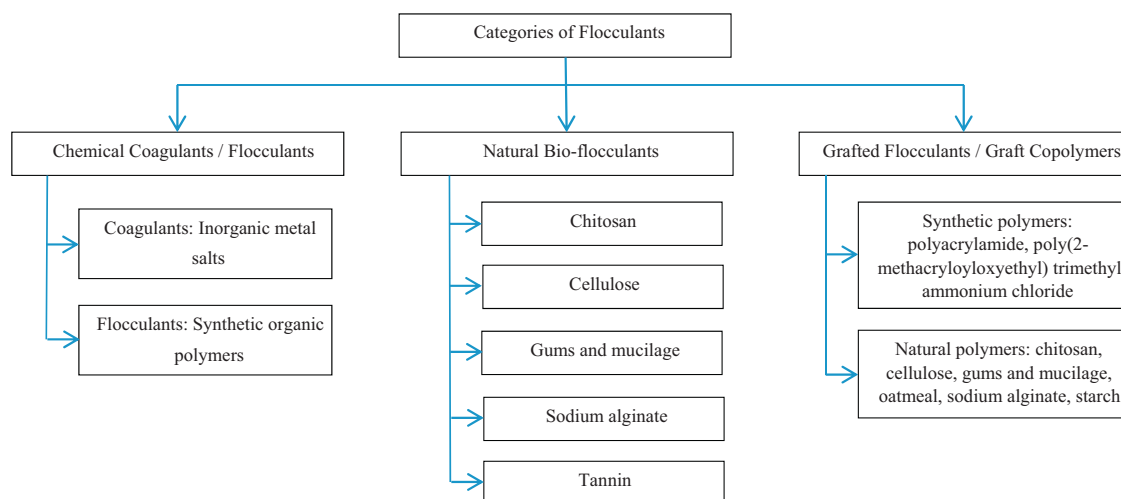 Categories of Flocculants
Chemical Coagulants / Flocculants
Coagulants: Inorganic metal
salts
Flocculants: Synthetic organic
polymers
Natural Bio-flocculants
Chitosan
Cellulose
Gums and mucilage
Sodium alginate
Tannin
Grafted Flocculants / Graft Copolymers
Synthetic polymers:
polyacrylamide, poly(2-
methacryloyloxyethyl) trimethyl
ammonium chloride
Natural polymers: chitosan,
cellulose, gums and mucilage,
oatmeal, sodium alginate, starch